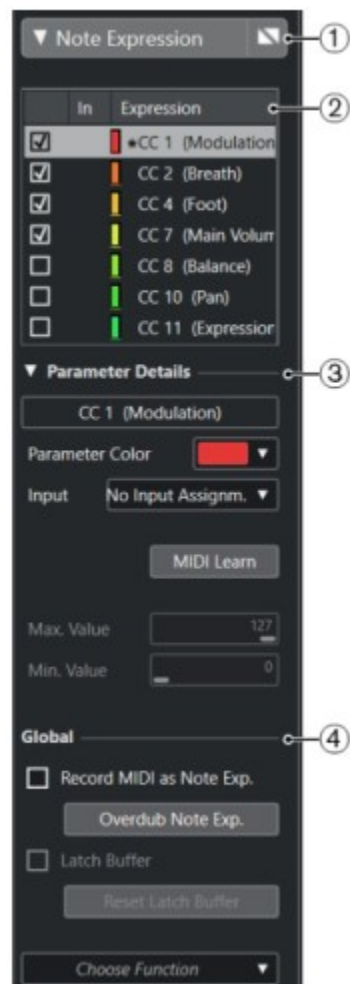 Note Expression
1
In Expression
2
★CC 1 (Modulation
CC 2 (Breath)
CC 4 (Foot)
CC 7 (Main Volum
CC 8 (Balance)
CC 10 (Pan)
CC 11 (Expression
Parameter Details
3
CC 1 (Modulation)
Parameter Color
Input No Input Assignm.
MIDI Learn
Max. Value 127
Min. Value 0
Global
4
Record MIDI as Note Exp.
Overdub Note Exp.
Latch Buffer
Reset Latch Buffer
Choose Function